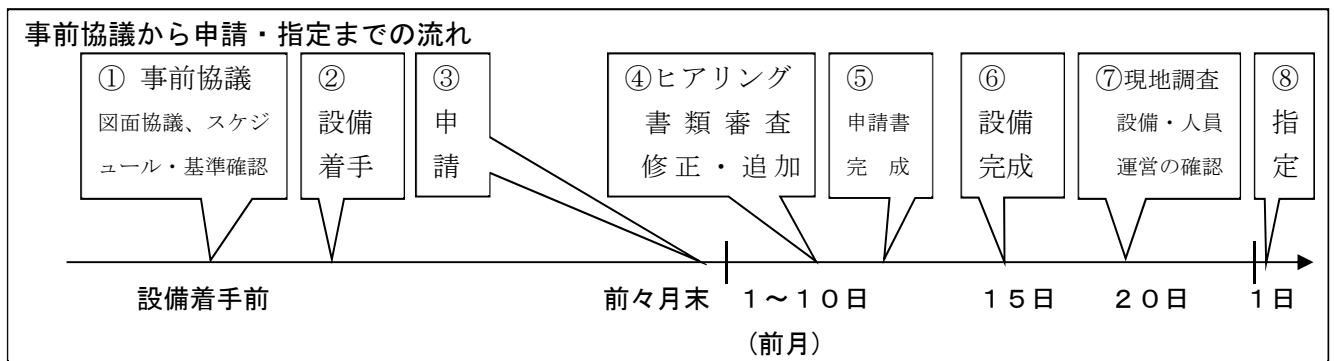 事前協議から申請・指定までの流れ
① 事前協議
図面協議、スケジ
ュール・基準確認
②
設備
着手
③
申
請
④ヒアリング
書類審査
修正・追加
⑤
申請書
完 成
⑥
設備
完成
⑦現地調査
設備・人員
運営の確認
⑧
指
定
設備着手前
前々月末
1～10日
(前月)
15日
20日
1日